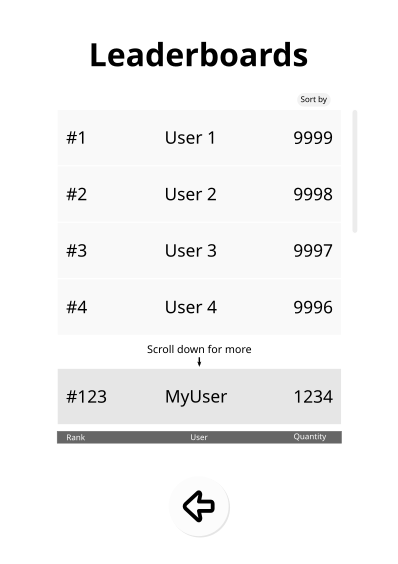 Leaderboards
Sort by
#1 User 1 9999
#2 User 2 9998
#3 User 3 9997
#4 User 4 9996
Scroll down for more
#123 MyUser 1234
Rank User Quantity